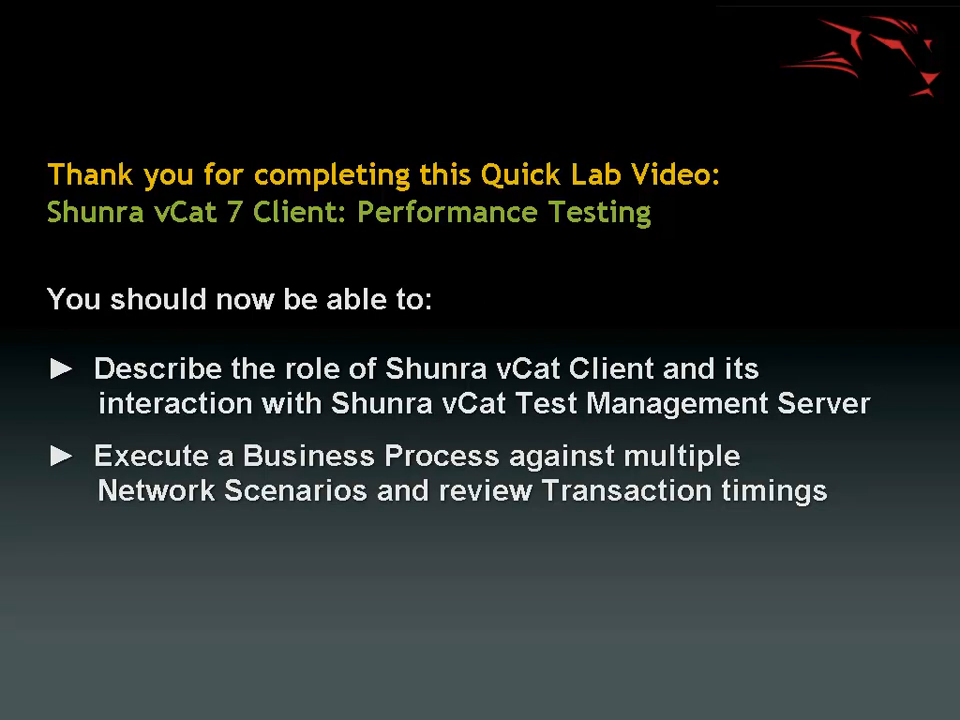 Thank you for completing this Quick Lab Video:
Shunra vCat 7 Client: Performance Testing
You should now be able to:
► Describe the role of Shunra vCat Client and its
interaction with Shunra vCat Test Management Server
► Execute a Business Process against multiple
Network Scenarios and review Transaction timings